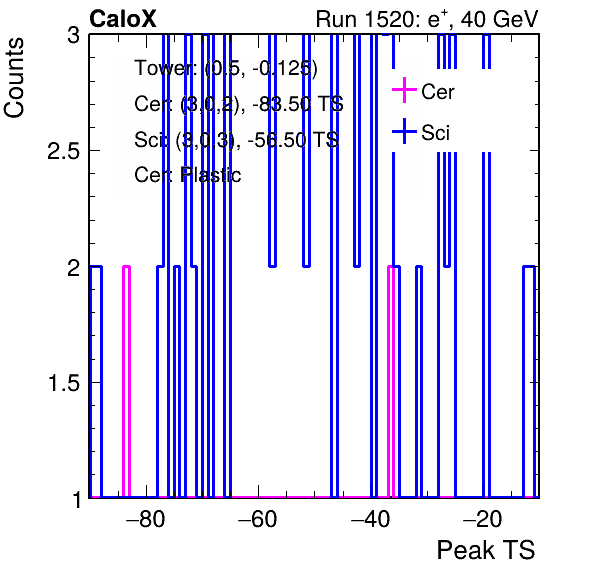 CaloX Run 1520: e+, 40 GeV
Counts
3
2.5
2
1.5
1
Tower: (0.5, -0.125)
Cer: (3,0,2), -83.50 TS
Sci: (3,0,3), -56.50 TS
Cer: Plastic
Cer
Sci
−80 −60 −40 −20
Peak TS